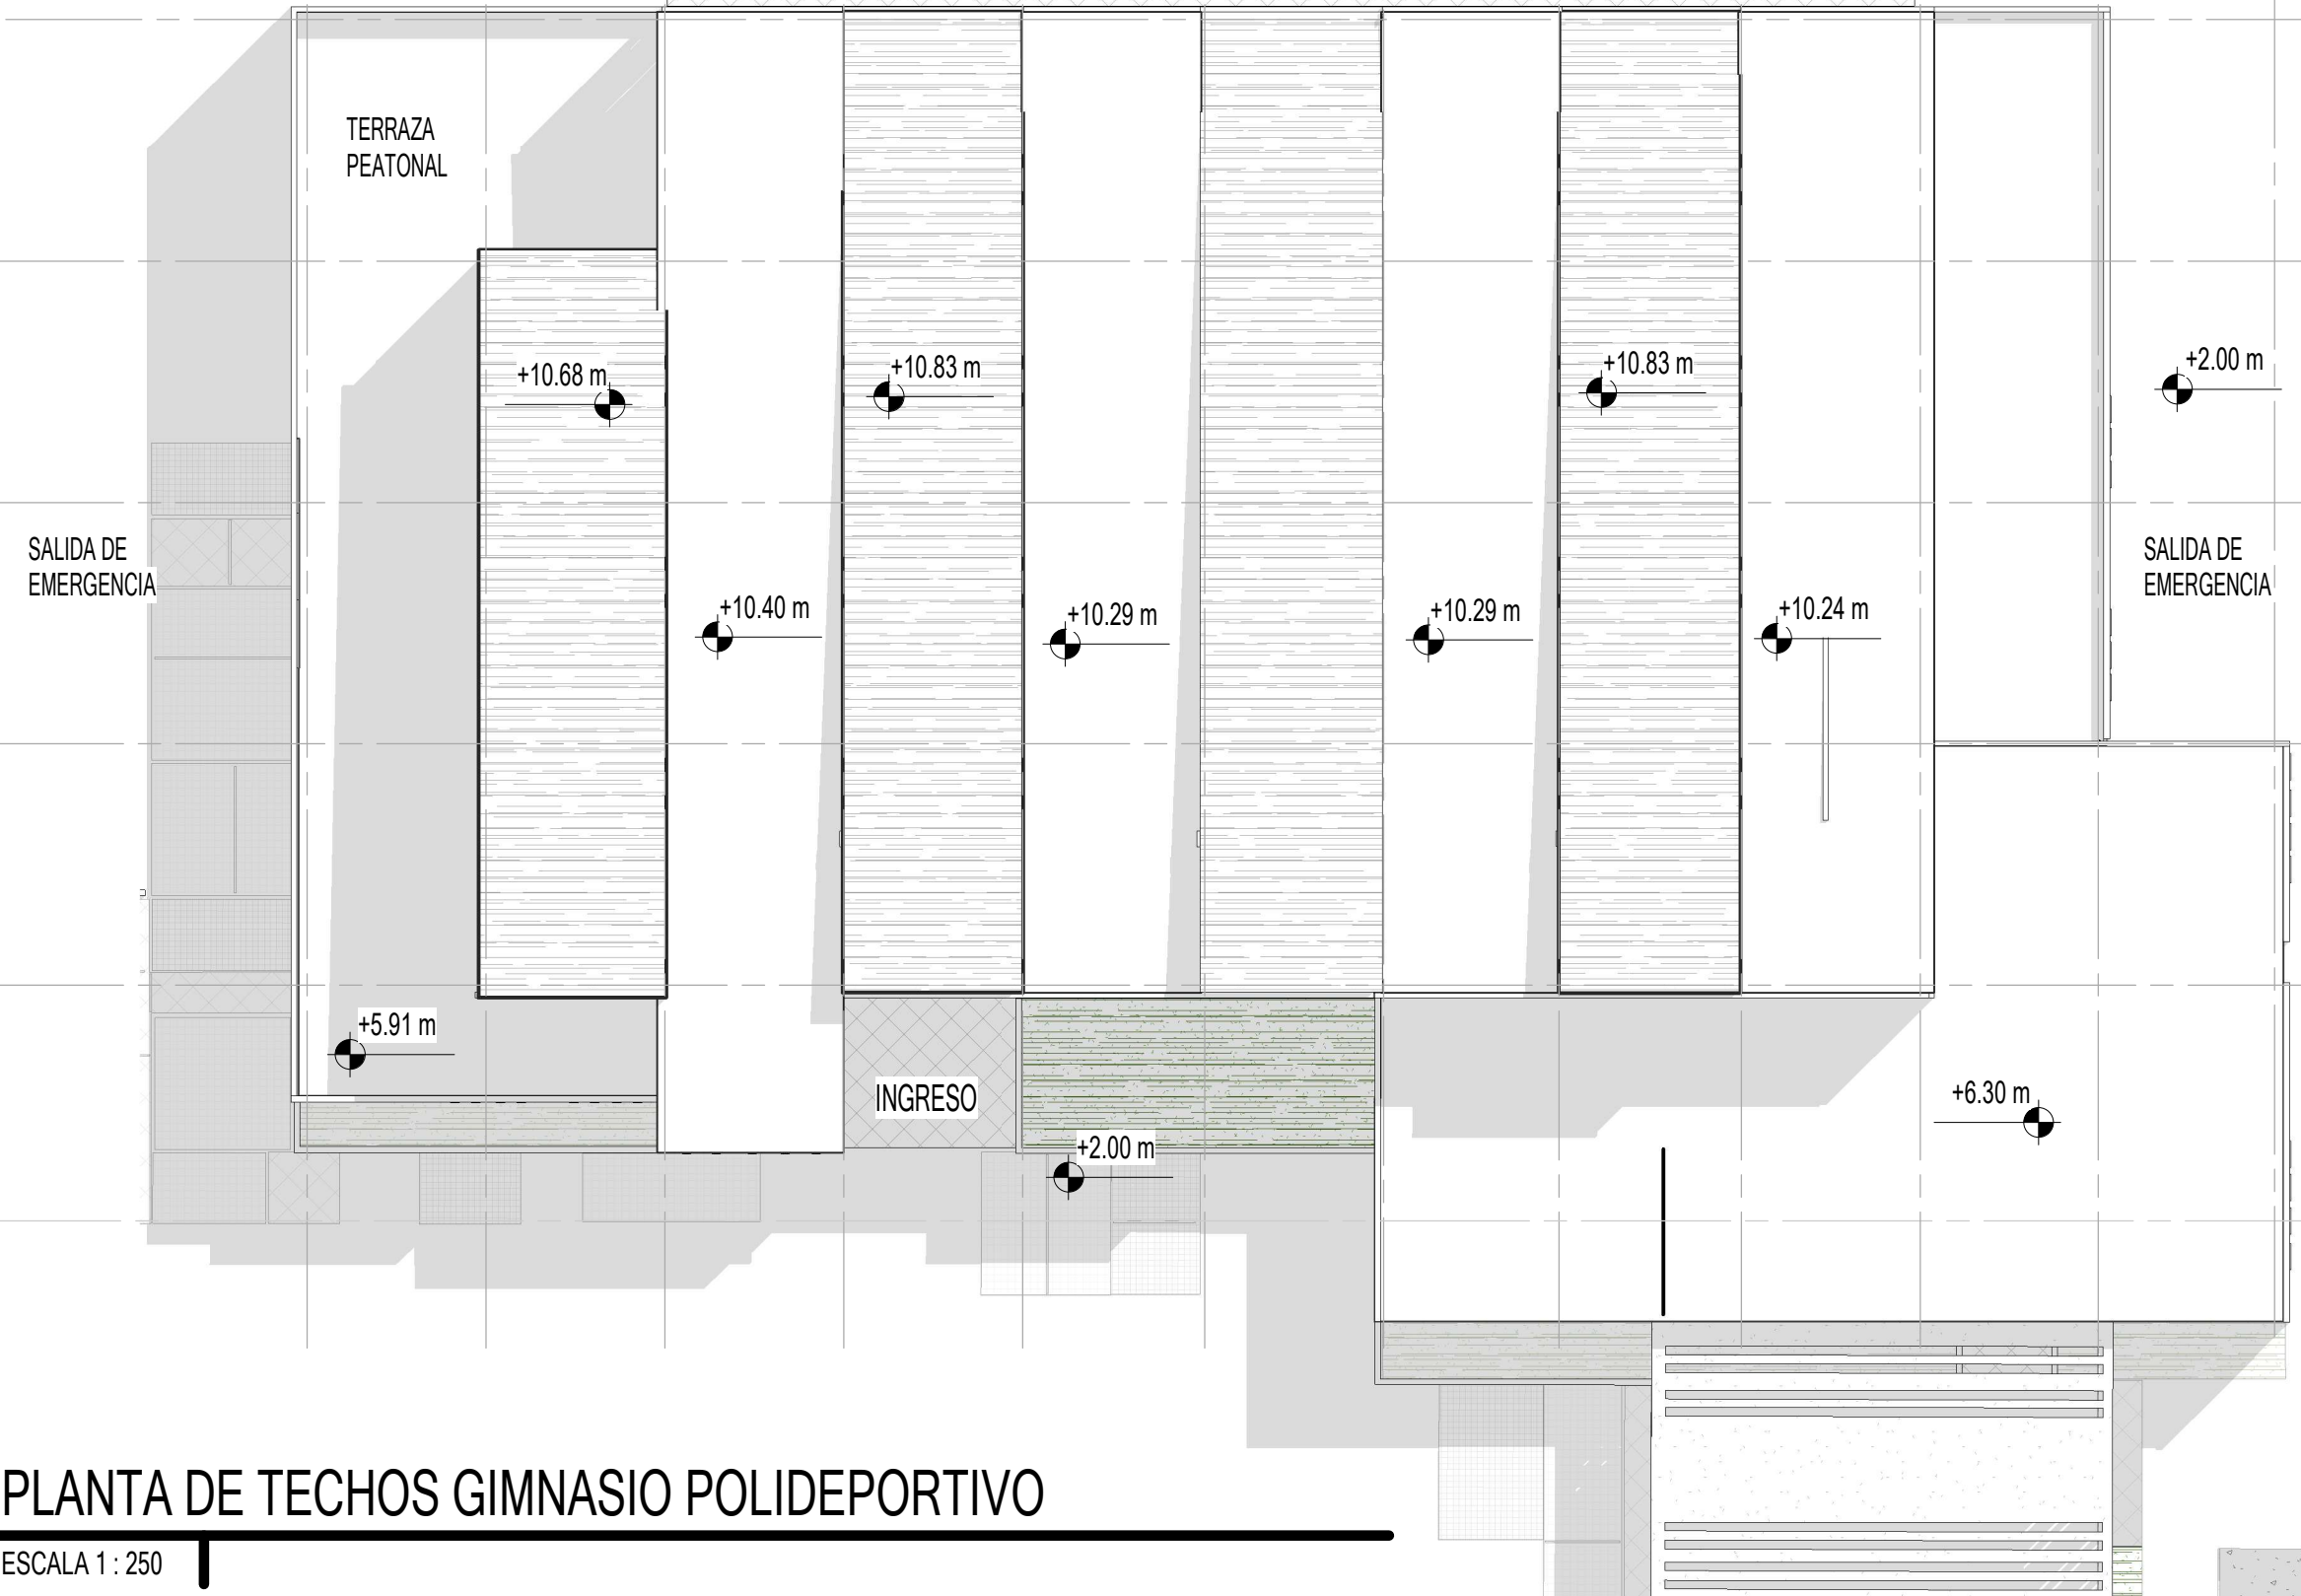 TERRAZA
PEATONAL
+10.68 m
+10.83 m
+10.83 m
+2.00 m
SALIDA DE
EMERGENCIA
SALIDA DE
EMERGENCIA
+10.40 m
+10.29 m
+10.29 m
+10.24 m
+5.91 m
INGRESO
+6.30 m
+2.00 m
PLANTA DE TECHOS GIMNASIO POLIDEPORTIVO
ESCALA 1 : 250